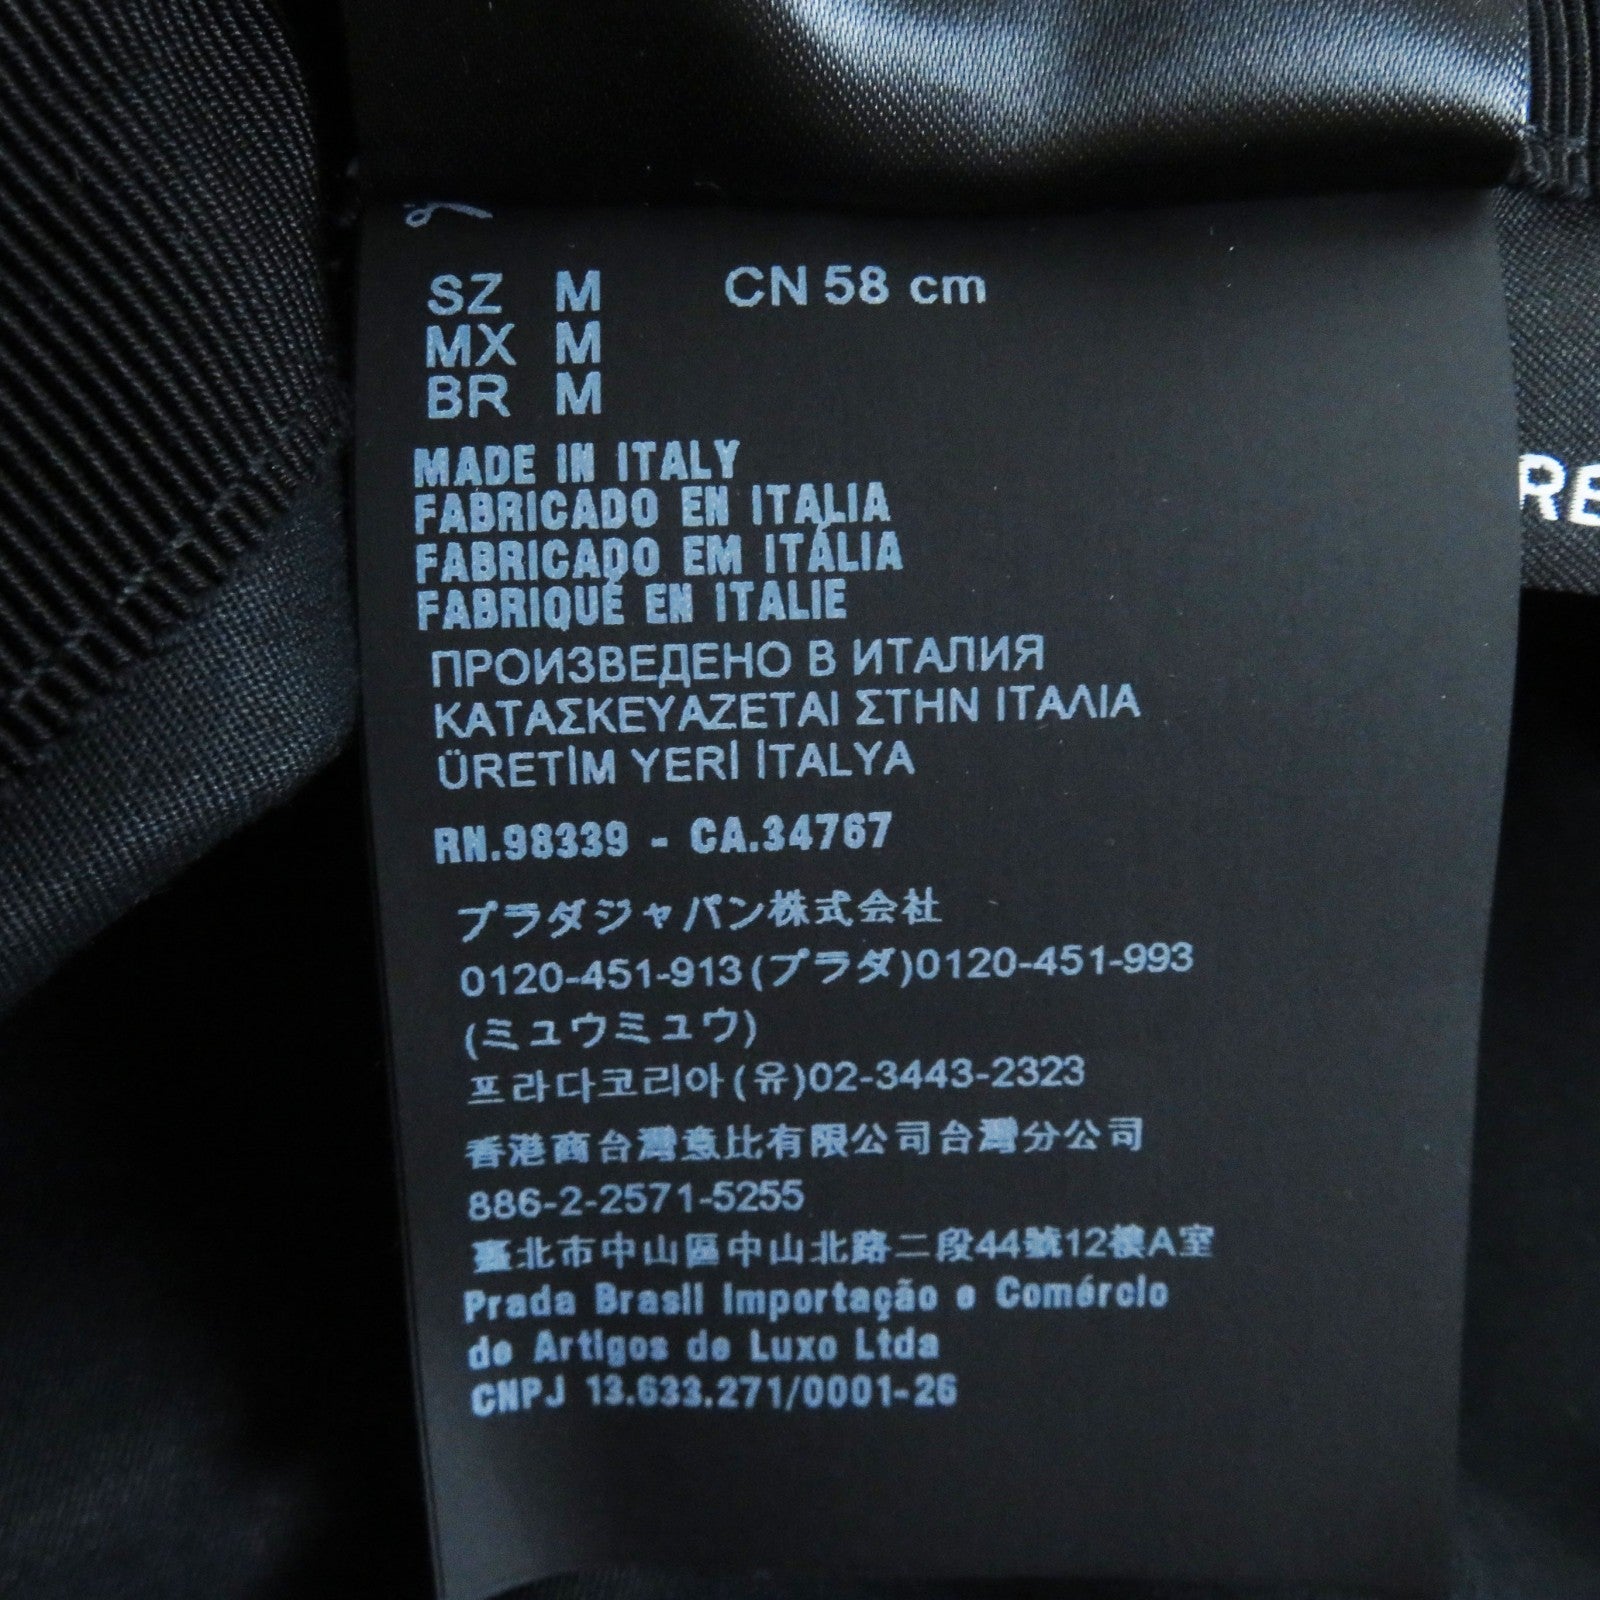 SZ M CN 58 cm
MX M
BR M
MADE IN ITALY
FABRICADO EN ITALIA
FABRICADO EM ITÁLIA
FABRIQUÉ EN ITALIE
ПРОИЗВЕДЕНО В ИТАЛИЯ
ΚΑΤΑΣΚΕΥΑΖΕΤΑΙ ΣΤΗΝ ΙΤΑΛΙΑ
ÜRETİM YERİ İTALYA
RN.98339 - CA.34767
プラダジャパン株式会社
0120-451-913(プラダ)0120-451-993
(ミュウミュウ)
프라다코리아(유)02-3443-2323
香港商台灣意比有限公司台灣分公司
886-2-2571-5255
臺北市中山區中山北路二段44號12樓A室
Prada Brasil Importação e Comércio
de Artigos de Luxo Ltda
CNPJ 13.633.271/0001-26